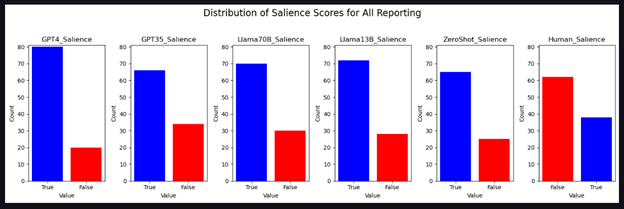 Distribution of Salience Scores for All Reporting
GPT4_Salience
80
70
60
50
40
30
20
10
0
Count
True False
Value
GPT35_Salience
80
70
60
50
40
30
20
10
0
Count
True False
Value
Llama70B_Salience
80
70
60
50
40
30
20
10
0
Count
True False
Value
Llama13B_Salience
80
70
60
50
40
30
20
10
0
Count
True False
Value
ZeroShot_Salience
80
70
60
50
40
30
20
10
0
Count
True False
Value
Human_Salience
80
70
60
50
40
30
20
10
0
Count
False True
Value